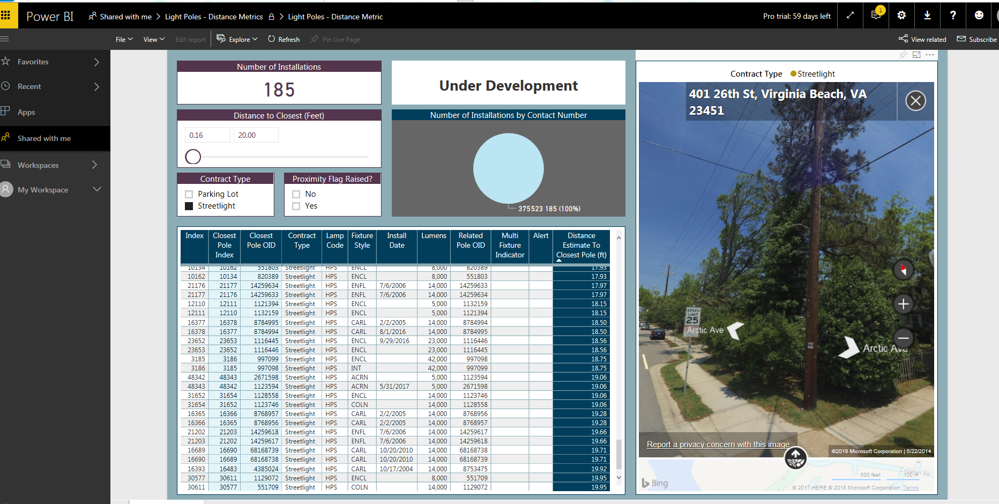 Power BI
Shared with me > Light Poles - Distance Metrics > Light Poles - Distance Metric
Pro trial: 59 days left
1
?
File View Edit report Explore Refresh Pin Live Page
View related Subscribe
Favorites
Recent
Apps
Shared with me
Workspaces
My Workspace
Number of Installations
185
Distance to Closest (Feet)
0.16 20.00
Contract Type
Parking Lot
Streetlight
Proximity Flag Raised?
No
Yes
Under Development
Number of Installations by Contact Number
375523 185 (100%)
Index Closest Pole Index Closest Pole OID Contract Type Lamp Code Fixture Style Install Date Lumens Related Pole OID Multi Fixture Indicator Alert Distance Estimate To Closest Pole (ft)
10134 10162 551803 Streetlight HPS ENCL 8,000 820389 17.93
10162 10134 820389 Streetlight HPS ENCL 8,000 551803 17.93
21176 21177 14259634 Streetlight HPS ENFL 7/6/2006 14,000 14259633 17.97
21177 21176 14259633 Streetlight HPS ENFL 7/6/2006 14,000 14259634 17.97
12110 12111 1121394 Streetlight HPS ENCL 5,000 1132159 18.15
12111 12110 1132159 Streetlight HPS ENCL 5,000 1121394 18.15
16377 16378 8784995 Streetlight HPS CARL 2/2/2005 14,000 8784994 18.50
16378 16377 8784994 Streetlight HPS CARL 8/1/2016 14,000 8784995 18.50
23652 23653 1116445 Streetlight HPS ENCL 9/29/2016 23,000 1116446 18.56
23653 23652 1116446 Streetlight HPS ENCL 23,000 1116445 18.56
3185 3186 997099 Streetlight HPS ENCL 42,000 997098 18.75
3186 3185 997098 Streetlight HPS INT 42,000 997099 18.75
48342 48343 2671598 Streetlight HPS ACRN 5,000 1123594 19.06
48343 48342 1123594 Streetlight HPS ACRN 5/31/2017 5,000 2671598 19.06
31652 31654 1128558 Streetlight HPS ENCL 14,000 1123746 19.06
31654 31652 1123746 Streetlight HPS COLN 14,000 1128558 19.06
16365 16366 8768957 Streetlight HPS CARL 2/2/2005 14,000 8768956 19.28
16366 16365 8768956 Streetlight HPS CARL 2/2/2005 14,000 8768957 19.28
21202 21203 14259618 Streetlight HPS ENFL 7/6/2006 14,000 14259617 19.66
21203 21202 14259617 Streetlight HPS ENFL 7/6/2006 14,000 14259618 19.66
16689 16690 68168739 Streetlight HPS CARL 10/20/2010 14,000 68168738 19.71
16690 16689 68168738 Streetlight HPS CARL 10/20/2010 14,000 68168739 19.71
16393 16483 4385024 Streetlight HPS CARL 10/17/2004 14,000 8753475 19.92
30577 30611 1129072 Streetlight HPS ENCL 8,000 551709 19.95
30611 30577 551709 Streetlight HPS COLN 14,000 1129072 19.95
Contract Type Streetlight
401 26th St, Virginia Beach, VA
23451
SPEED
LIMIT
25
Arctic Ave
Arctic Ave
Report a privacy concern with this image
©2018 Microsoft Corporation | 5/22/2014
Croatan Rd
500 feet 100 m
Bing
© 2017 HERE,© 2018 Microsoft Corporation Terms